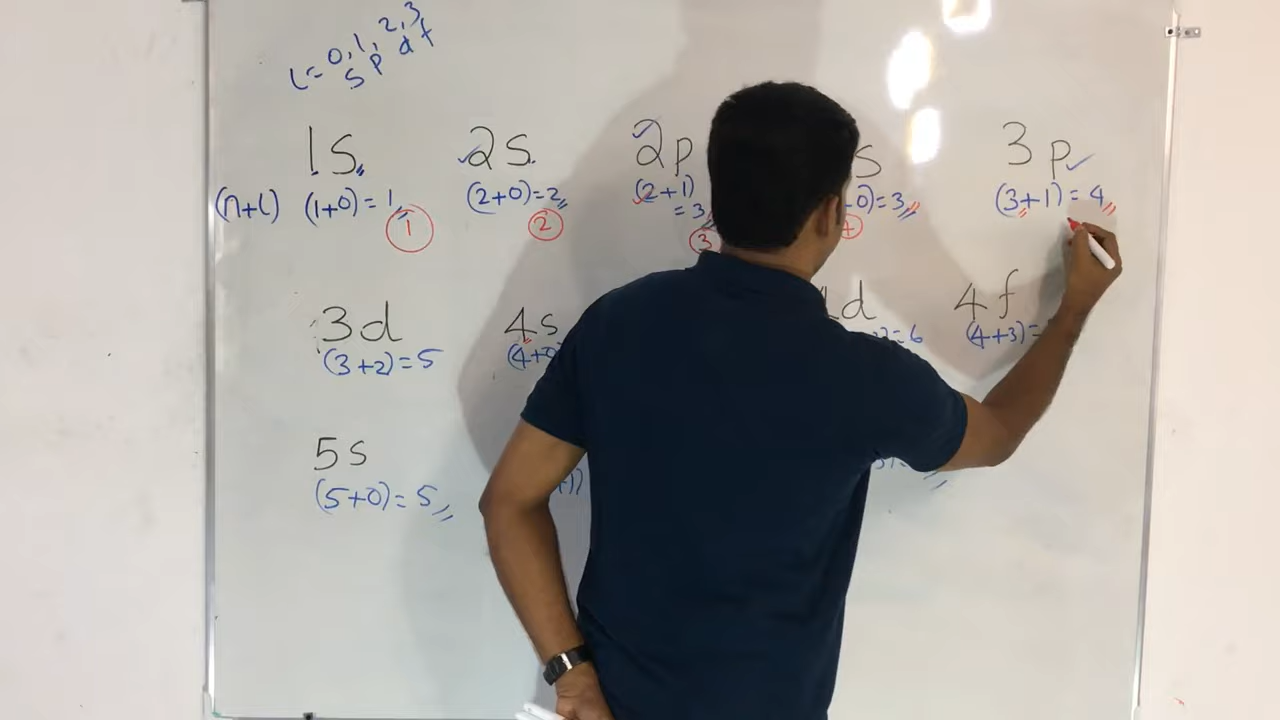 l = 0, 1, 2, 3
s p d f
1s 2s 2p s 3p
(n+l) (1+0) = 1 (2+0)=2 (2+1) 0)=3 (3+1) = 4
= 3
1 2 3 4
3d 4s d 4f
(3+2)=5 (4+0 =6 (4+3)=
5s
(5+0)=5